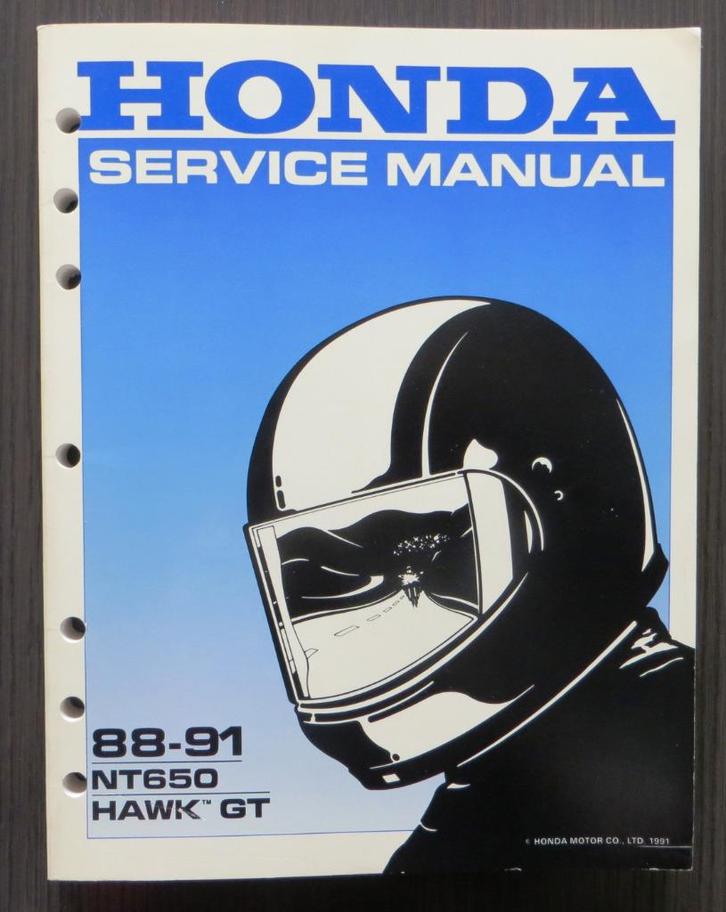 HONDA
SERVICE MANUAL
88-91
NT650
HAWK™ GT
© HONDA MOTOR CO., LTD. 1991